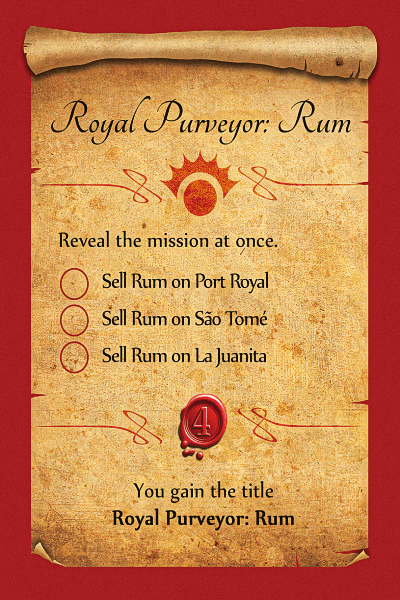 Royal Purveyor: Rum
Reveal the mission at once.
Sell Rum on Port Royal
Sell Rum on São Tomé
Sell Rum on La Juanita
4
You gain the title
Royal Purveyor: Rum